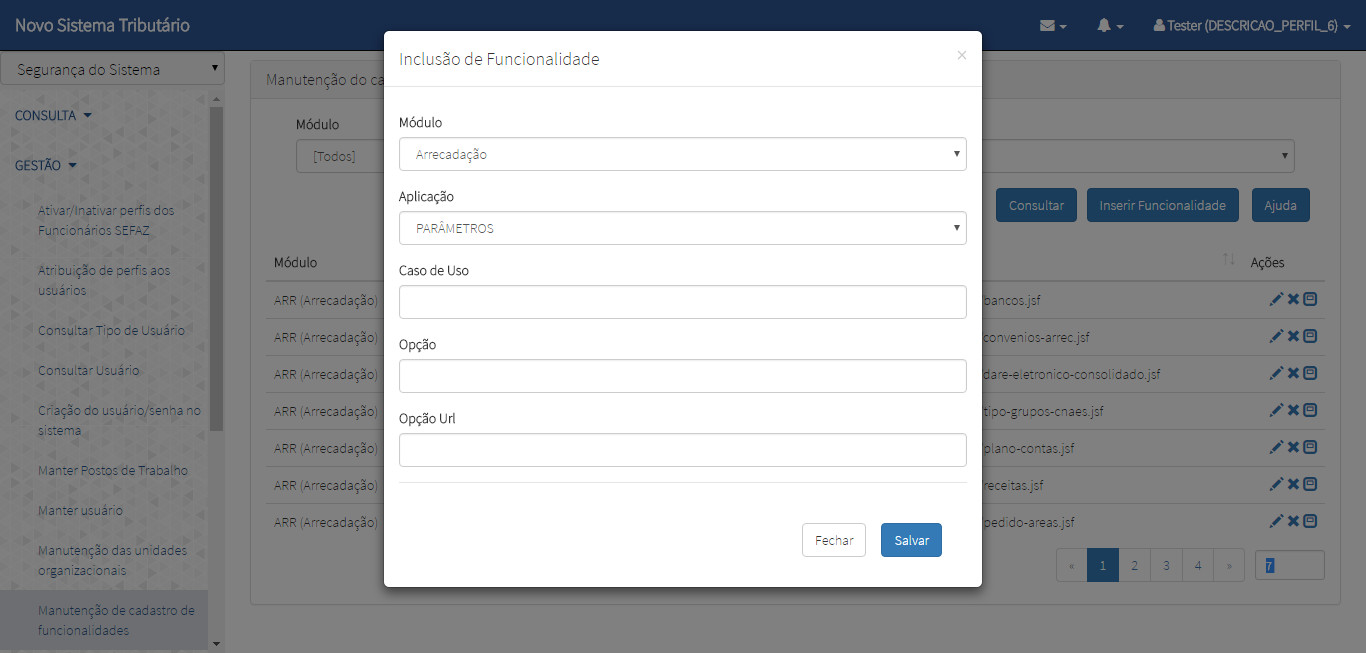 Novo Sistema Tributário
Tester (DESCRICAO_PERFIL_6)
Segurança do Sistema
CONSULTA
GESTÃO
Ativar/Inativar perfis dos
Funcionários SEFAZ
Atribuição de perfis aos
usuários
Consultar Tipo de Usuário
Consultar Usuário
Criação do usuário/senha no
sistema
Manter Postos de Trabalho
Manter usuário
Manutenção das unidades
organizacionais
Manutenção de cadastro de
funcionalidades
Manutenção do ca
Módulo
[Todos]
Consultar
Inserir Funcionalidade
Ajuda
Módulo
Ações
ARR (Arrecadação)
bancos.jsf
ARR (Arrecadação)
convenios-arrec.jsf
ARR (Arrecadação)
dare-eletronico-consolidado.jsf
ARR (Arrecadação)
tipo-grupos-cnaes.jsf
ARR (Arrecadação)
plano-contas.jsf
ARR (Arrecadação)
receitas.jsf
ARR (Arrecadação)
pedido-areas.jsf
« 1 2 3 4 »
7
Inclusão de Funcionalidade
×
Módulo
Arrecadação
Aplicação
PARÂMETROS
Caso de Uso
Opção
Opção Url
Fechar
Salvar